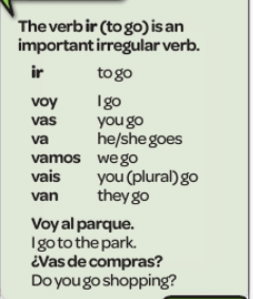 The verb ir (to go) is an
important irregular verb.
ir to go
voy I go
vas you go
va he/she goes
vamos we go
vais you (plural) go
van they go
Voy al parque.
I go to the park.
¿Vas de compras?
Do you go shopping?